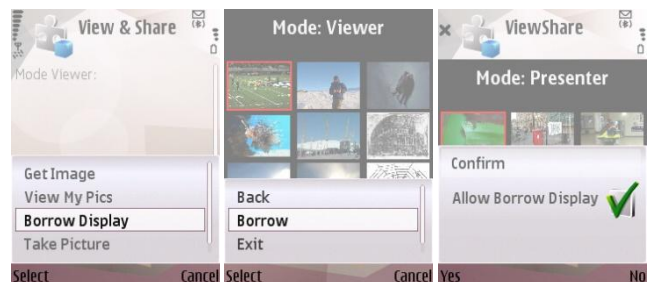 View & Share
Mode Viewer:
Get Image
View My Pics
Borrow Display
Take Picture
Select Cancel
Mode: Viewer
Back
Borrow
Exit
Select Cancel
ViewShare
Mode: Presenter
Confirm
Allow Borrow Display
Yes No